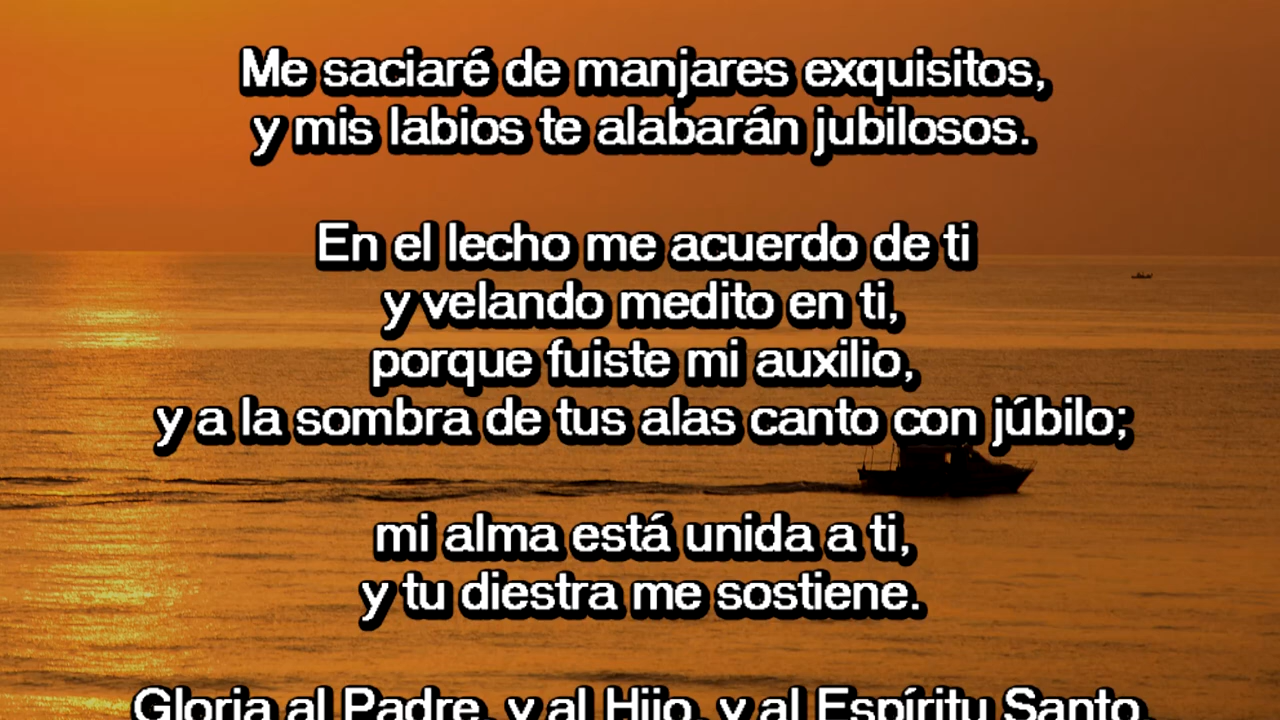 Me saciaré de manjares exquisitos,
y mis labios te alabarán jubilosos.
En el lecho me acuerdo de ti
y velando medito en ti,
porque fuiste mi auxilio,
y a la sombra de tus alas canto con júbilo;
mi alma está unida a ti,
y tu diestra me sostiene.
Gloria al Padre, y al Hijo, y al Espíritu Santo.